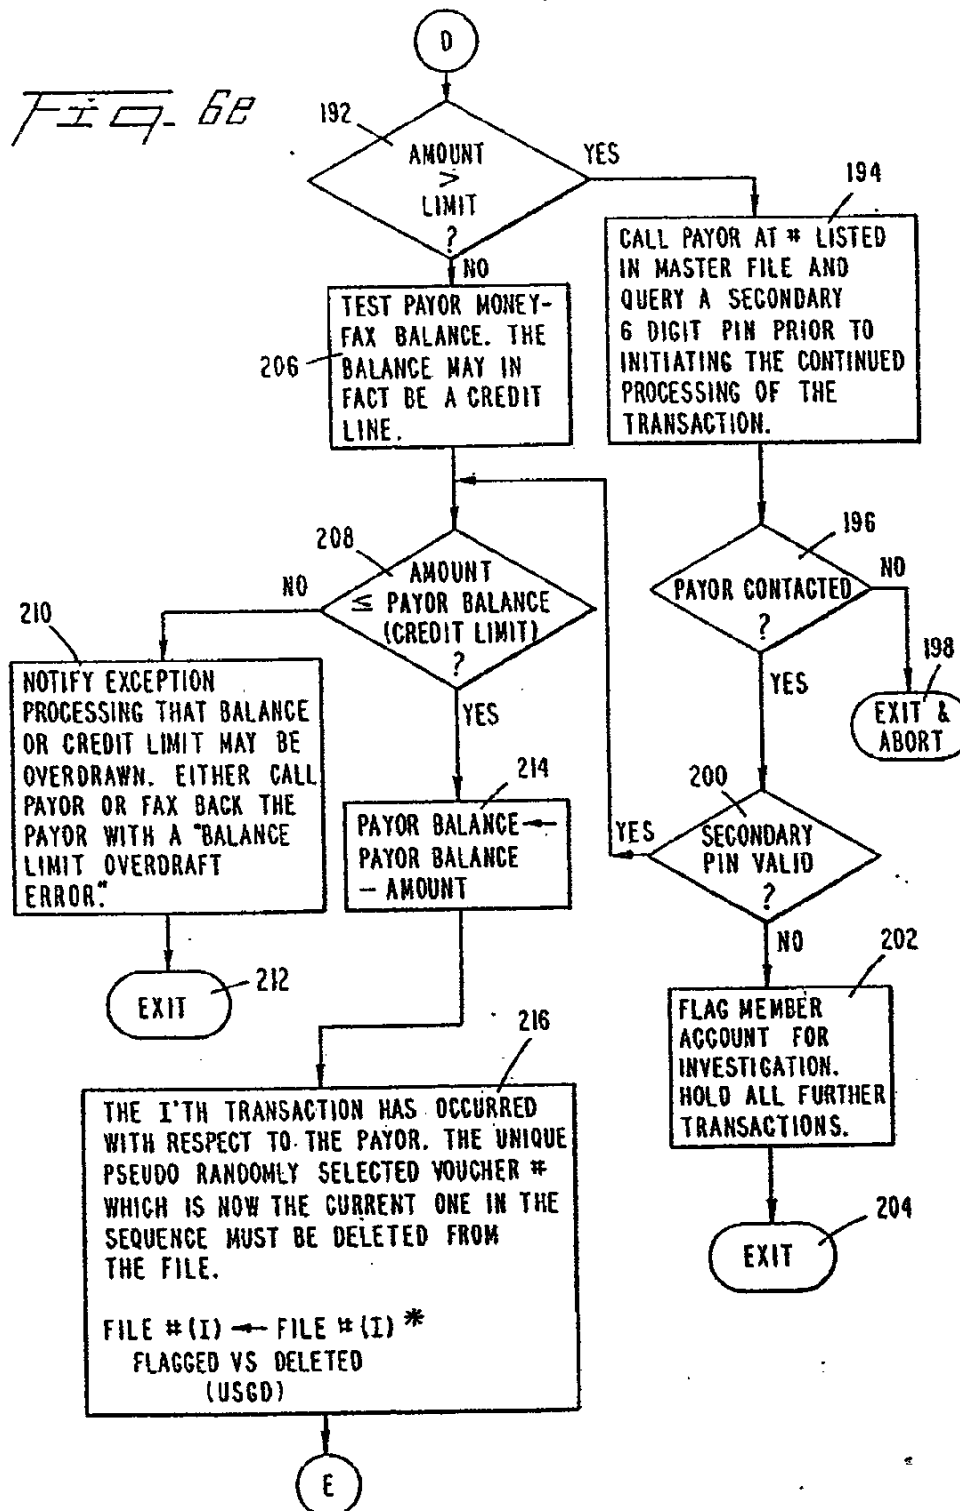 D
Fig. 6e
192
AMOUNT
>
LIMIT
?
YES
NO
194
CALL PAYOR AT # LISTED
IN MASTER FILE AND
QUERY A SECONDARY
6 DIGIT PIN PRIOR TO
INITIATING THE CONTINUED
PROCESSING OF THE
TRANSACTION.
206
TEST PAYOR MONEY-
FAX BALANCE. THE
BALANCE MAY IN
FACT BE A CREDIT
LINE.
196
PAYOR CONTACTED
?
NO
YES
198
EXIT &
ABORT
208
AMOUNT
≤ PAYOR BALANCE
(CREDIT LIMIT)
?
NO
YES
210
NOTIFY EXCEPTION
PROCESSING THAT BALANCE
OR CREDIT LIMIT MAY BE
OVERDRAWN. EITHER CALL
PAYOR OR FAX BACK THE
PAYOR WITH A "BALANCE
LIMIT OVERDRAFT
ERROR."
212
EXIT
214
PAYOR BALANCE ←
PAYOR BALANCE
– AMOUNT
200
SECONDARY
PIN VALID
?
YES
NO
202
FLAG MEMBER
ACCOUNT FOR
INVESTIGATION.
HOLD ALL FURTHER
TRANSACTIONS.
204
EXIT
216
THE I'TH TRANSACTION HAS OCCURRED
WITH RESPECT TO THE PAYOR. THE UNIQUE
PSEUDO RANDOMLY SELECTED VOUCHER #
WHICH IS NOW THE CURRENT ONE IN THE
SEQUENCE MUST BE DELETED FROM
THE FILE.
FILE #(I) ← FILE #(I) *
FLAGGED VS DELETED
(USGD)
E